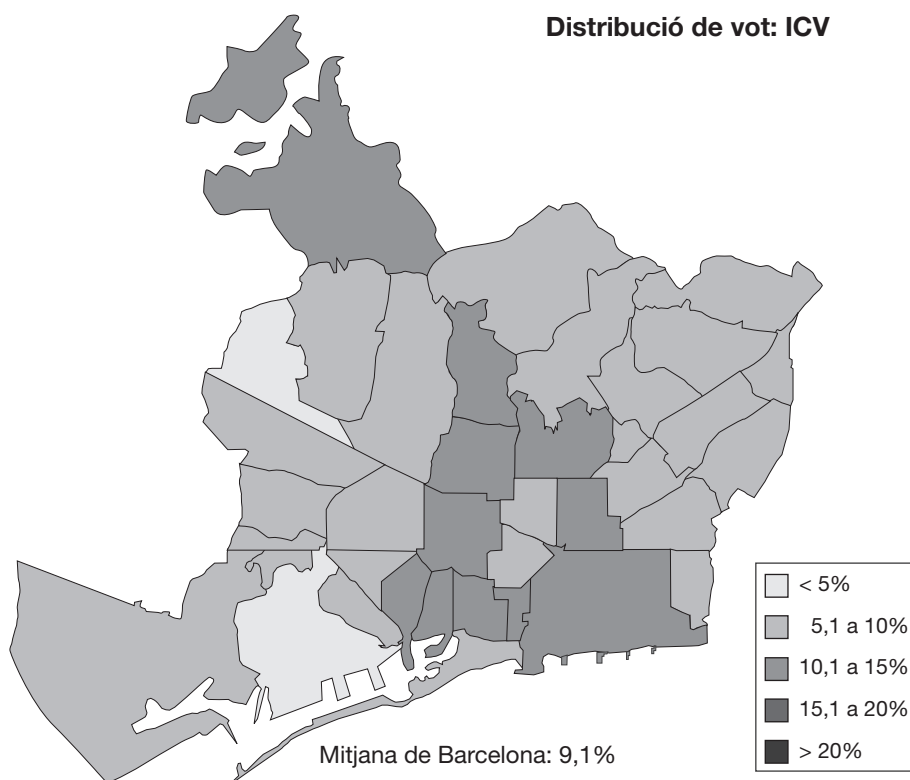 Distribució de vot: ICV
< 5%
5,1 a 10%
10,1 a 15%
15,1 a 20%
> 20%
Mitjana de Barcelona: 9,1%